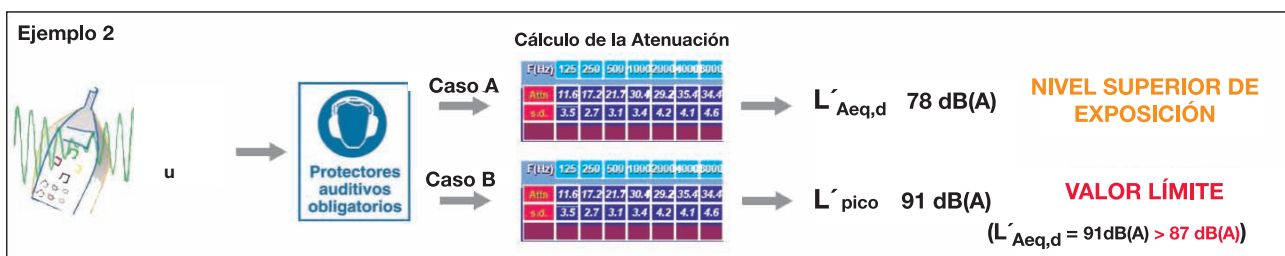 Ejemplo 2
u
Protectores
auditivos
obligatorios
Caso A
Caso B
Cálculo de la Atenuación
F(Hz) 125 250 500 1000 2000 4000 8000
Attn 11.6 17.2 21.7 30.4 29.2 35.4 34.4
s.d. 3.5 2.7 3.1 3.4 4.2 4.1 4.6
F(Hz) 125 250 500 1000 2000 4000 8000
Attn 11.6 17.2 21.7 30.4 29.2 35.4 34.4
s.d. 3.5 2.7 3.1 3.4 4.2 4.1 4.6
L´Aeq,d 78 dB(A)
NIVEL SUPERIOR DE
EXPOSICIÓN
L´pico 91 dB(A)
VALOR LÍMITE
(L´Aeq,d = 91dB(A) > 87 dB(A))